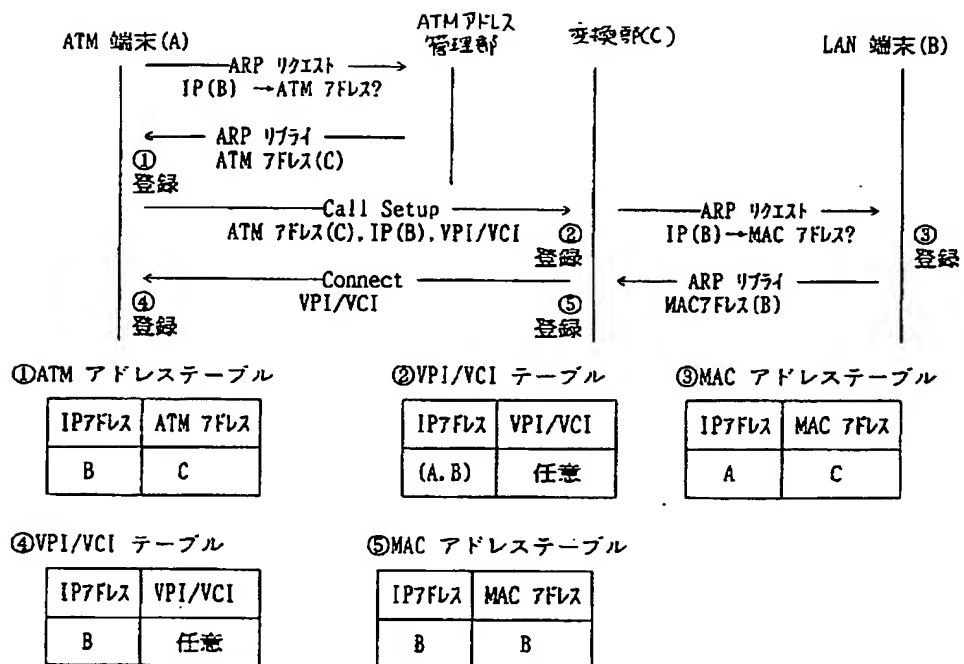 ATM 端末(A)
ATMアドレス
管理部
変換部(C)
LAN 端末(B)
ARP リクエスト
IP(B) →ATM アドレス?
ARP リプライ
ATM アドレス(C)
①
登録
Call Setup
ATM アドレス(C), IP(B), VPI/VCI
②
登録
ARP リクエスト
IP(B)→MAC アドレス?
③
登録
Connect
VPI/VCI
④
登録
⑤
登録
ARP リプライ
MACアドレス(B)
①ATM アドレステーブル
IPアドレス ATM アドレス
B C
②VPI/VCI テーブル
IPアドレス VPI/VCI
(A.B) 任意
③MAC アドレステーブル
IPアドレス MAC アドレス
A C
④VPI/VCI テーブル
IPアドレス VPI/VCI
B 任意
⑤MAC アドレステーブル
IPアドレス MAC アドレス
B B